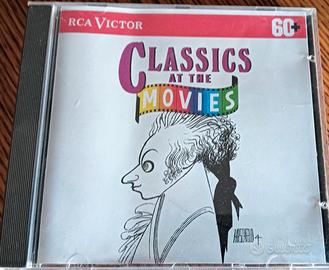 RCA VICTOR
60+
CLASSICS
AT THE
MOVIES